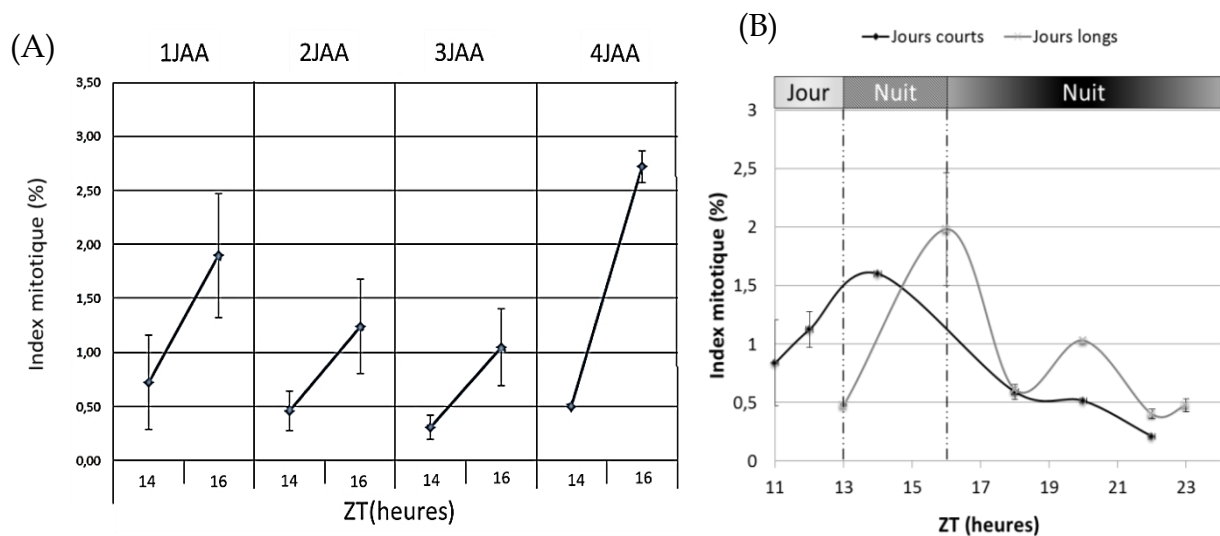 (A)
1JAA 2JAA 3JAA 4JAA
3,50
3,00
2,50
2,00
1,50
1,00
0,50
0,00
Index mitotique (%)
14 16 14 16 14 16 14 16
ZT(heures)
(B)
Jours courts Jours longs
Jour Nuit Nuit
3
2,5
2
1,5
1
0,5
0
Index mitotique (%)
11 13 15 17 19 21 23
ZT (heures)